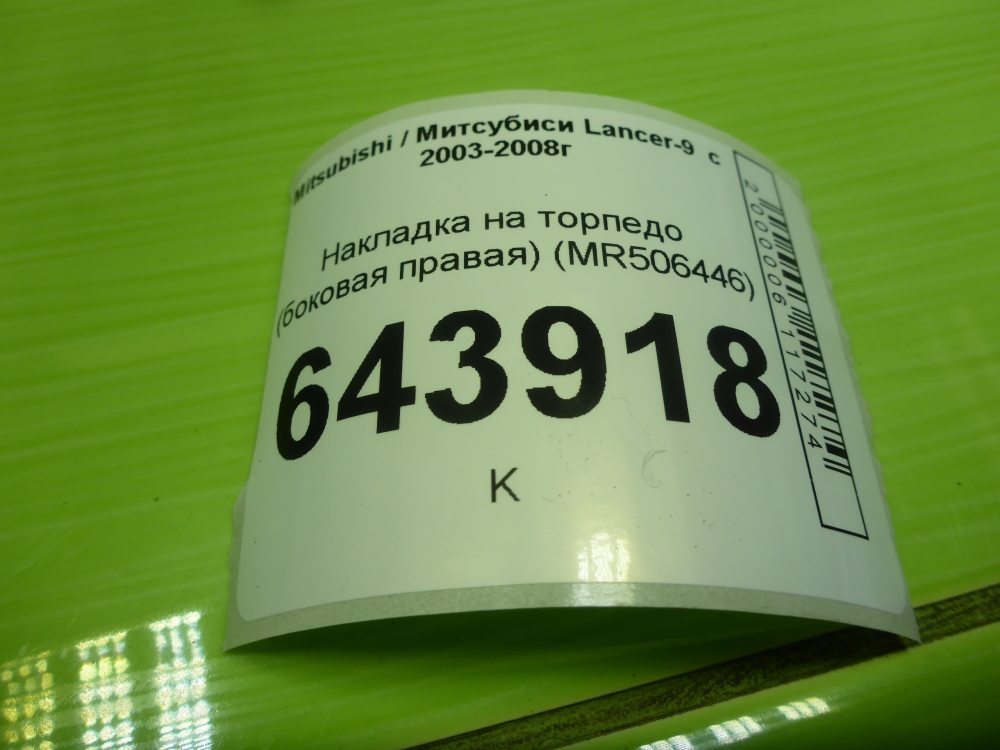 Mitsubishi / Митсубиси Lancer-9 с
2003-2008г
Накладка на торпедо
(боковая правая) (MR506446)
643918
К
2000006117274